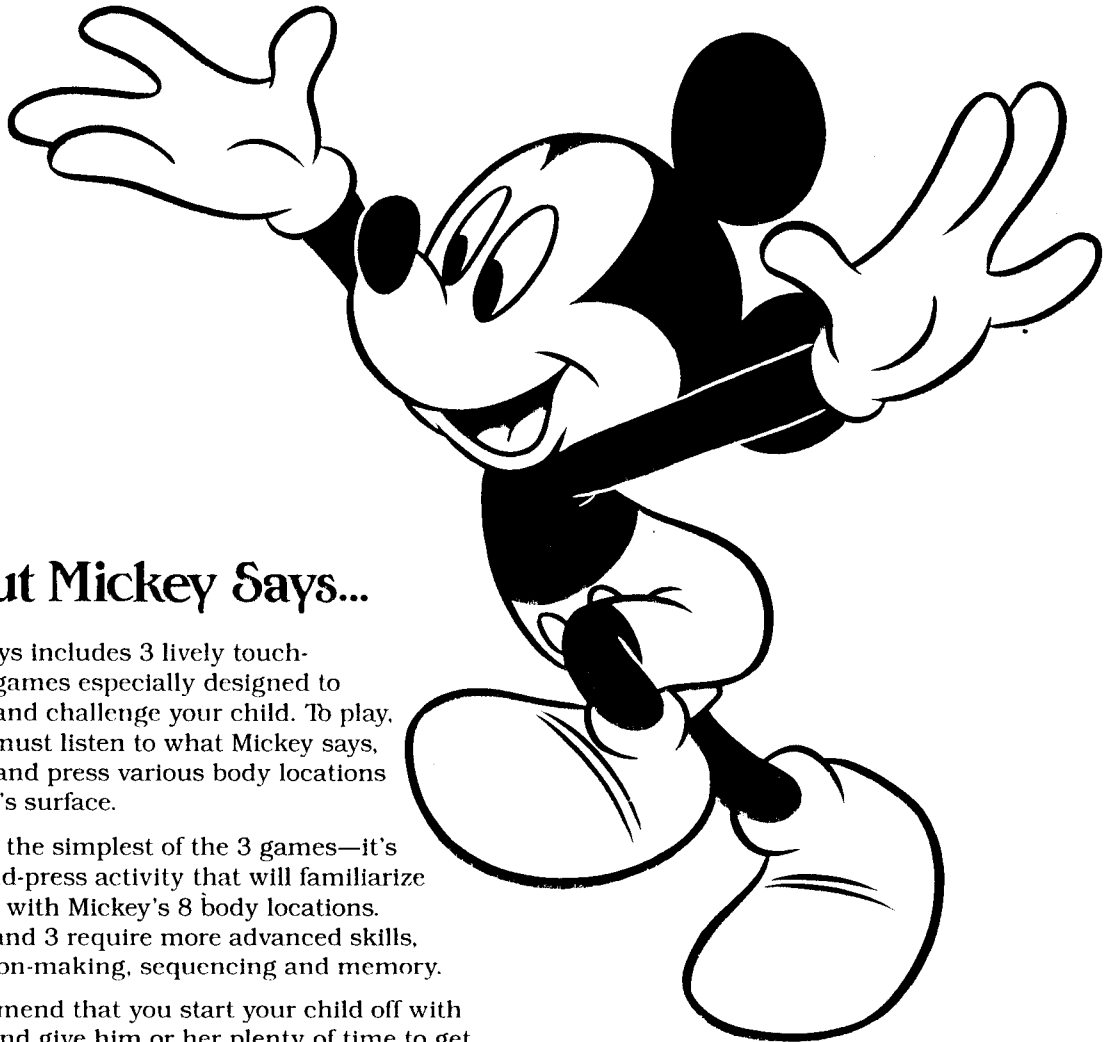 ut Mickey Says...
ys includes 3 lively touch-
games especially designed to
and challenge your child. To play,
must listen to what Mickey says,
and press various body locations
's surface.
the simplest of the 3 games—it's
d-press activity that will familiarize
with Mickey's 8 body locations.
and 3 require more advanced skills,
on-making, sequencing and memory.
mend that you start your child off with
and give him or her plenty of time to get